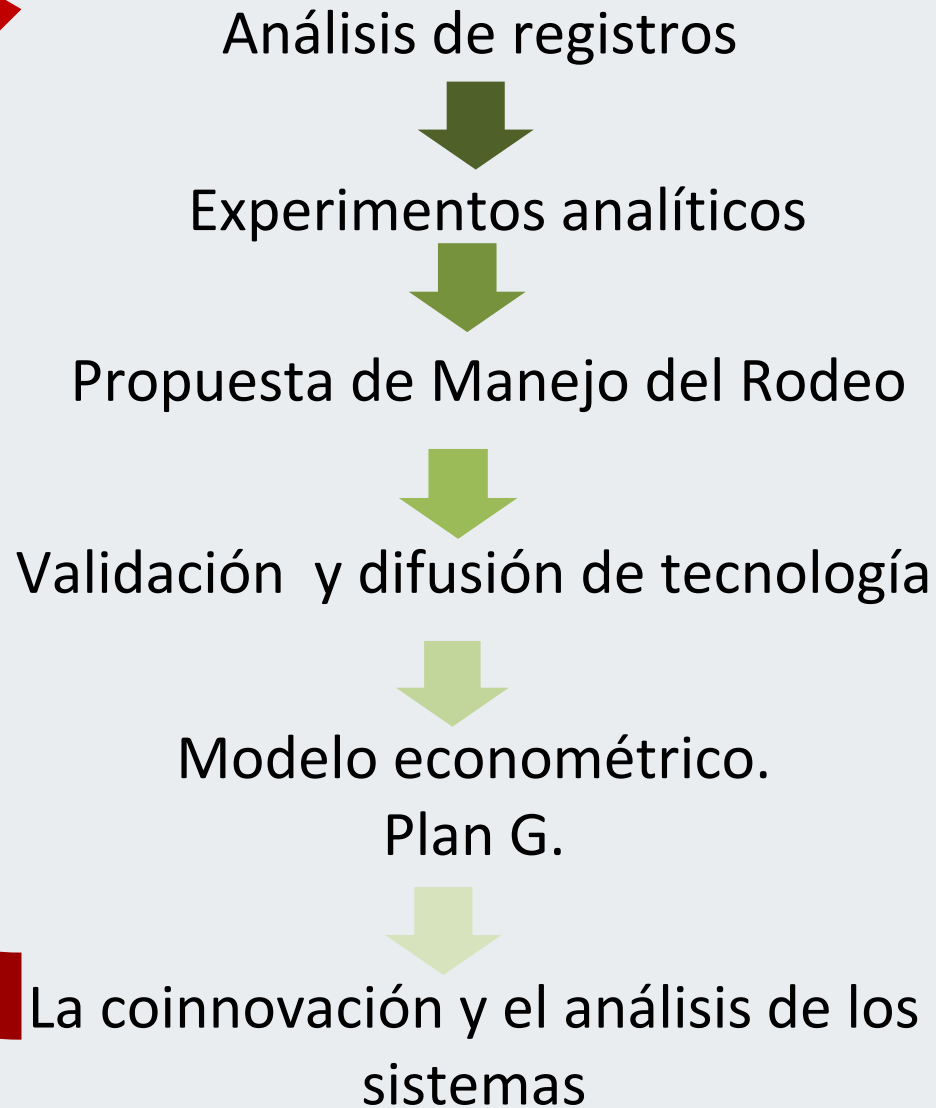 Análisis de registros
Experimentos analíticos
Propuesta de Manejo del Rodeo
Validación  y difusión de tecnología
Modelo econométrico.
Plan G.
La coinnovación y el análisis de los
sistemas